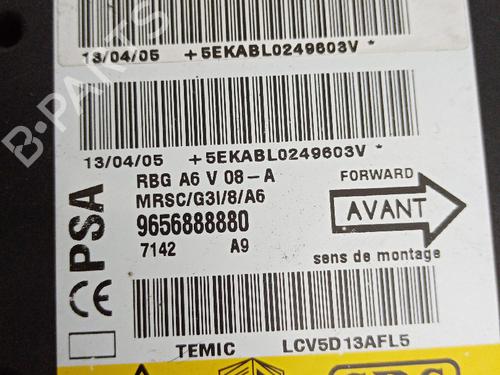 13/04/05 +5EKABL0249603V *
13/04/05 +5EKABL0249603V *
RBG A6 V 08-A
MRSC/G3I/8/A6
9656888880
7142 A9
FORWARD
AVANT
sens de montage
CE PSA
TEMIC LCV5D13AFL5
B-PARTS